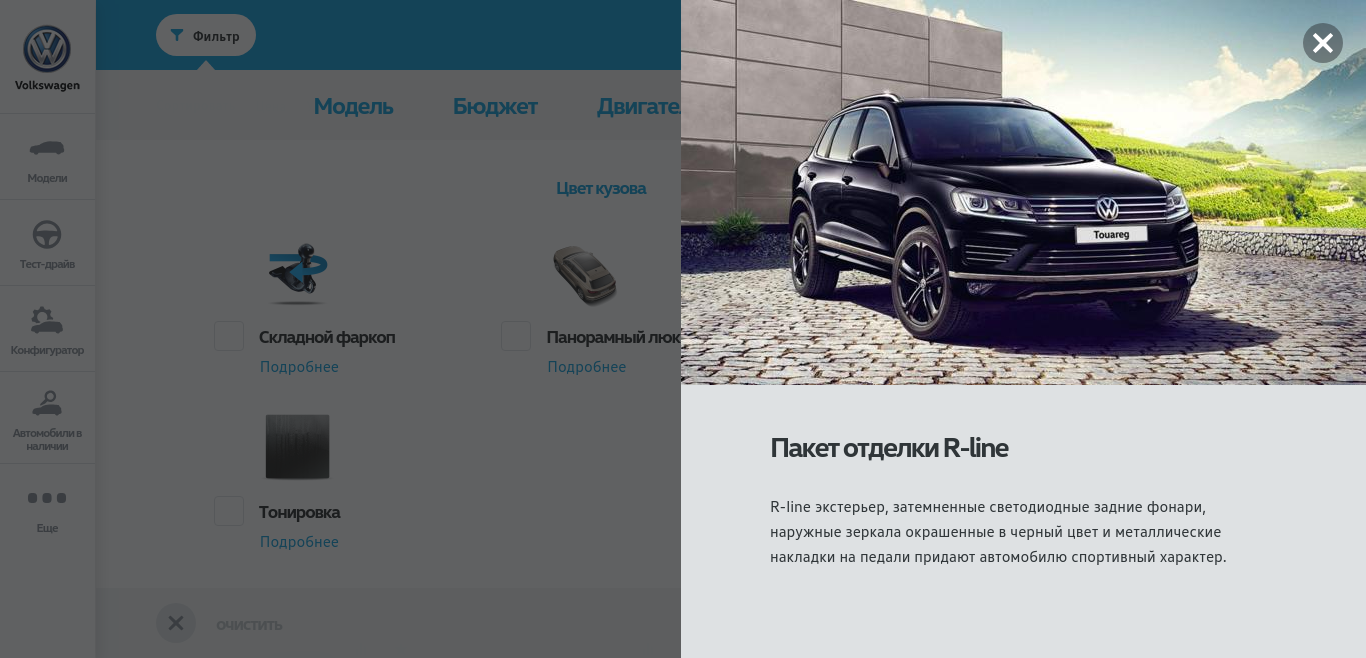 Volkswagen
Модели
Тест-драйв
Конфигуратор
Автомобили в
наличии
Еще
Фильтр
Модель Бюджет
Цвет кузова
Складной фаркоп
Подробнее
Панорамный люк
Подробнее
Тонировка
Подробнее
ОЧИСТИТЬ
Touareg
Пакет отделки R-line
R-line экстерьер, затемненные светодиодные задние фонари,
наружные зеркала окрашенные в черный цвет и металлические
накладки на педали придают автомобилю спортивный характер.